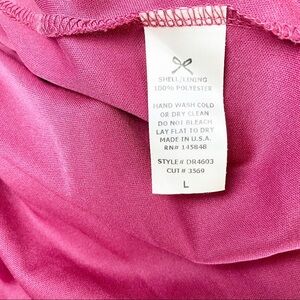 SHELL/LINING
100% POLYESTER
HAND WASH COLD
OR DRY CLEAN
DO NOT BLEACH
LAY FLAT TO DRY
MADE IN U.S.A.
RN# 145848
STYLE# DR4603
CUT# 3569
L